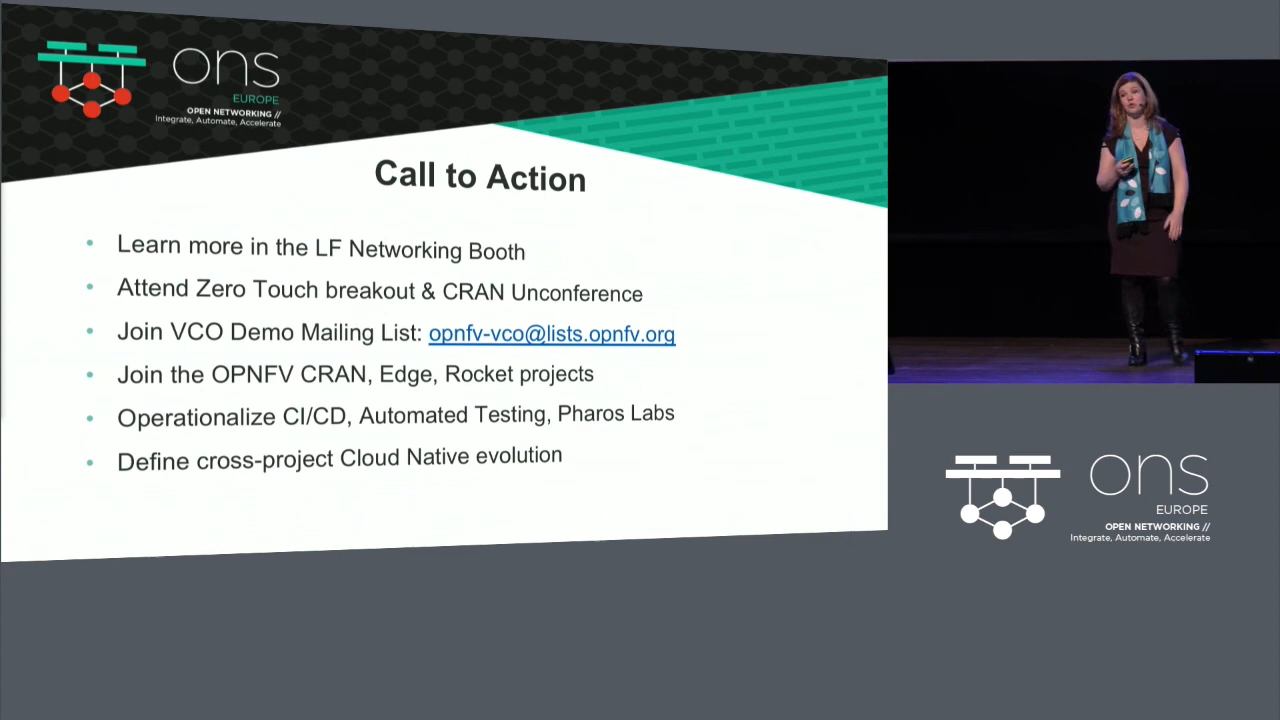 ons
EUROPE
OPEN NETWORKING //
Integrate, Automate, Accelerate
Call to Action
• Learn more in the LF Networking Booth
• Attend Zero Touch breakout & CRAN Unconference
• Join VCO Demo Mailing List: opnfv-vco@lists.opnfv.org
• Join the OPNFV CRAN, Edge, Rocket projects
• Operationalize CI/CD, Automated Testing, Pharos Labs
• Define cross-project Cloud Native evolution
ons
EUROPE
OPEN NETWORKING //
Integrate, Automate, Accelerate